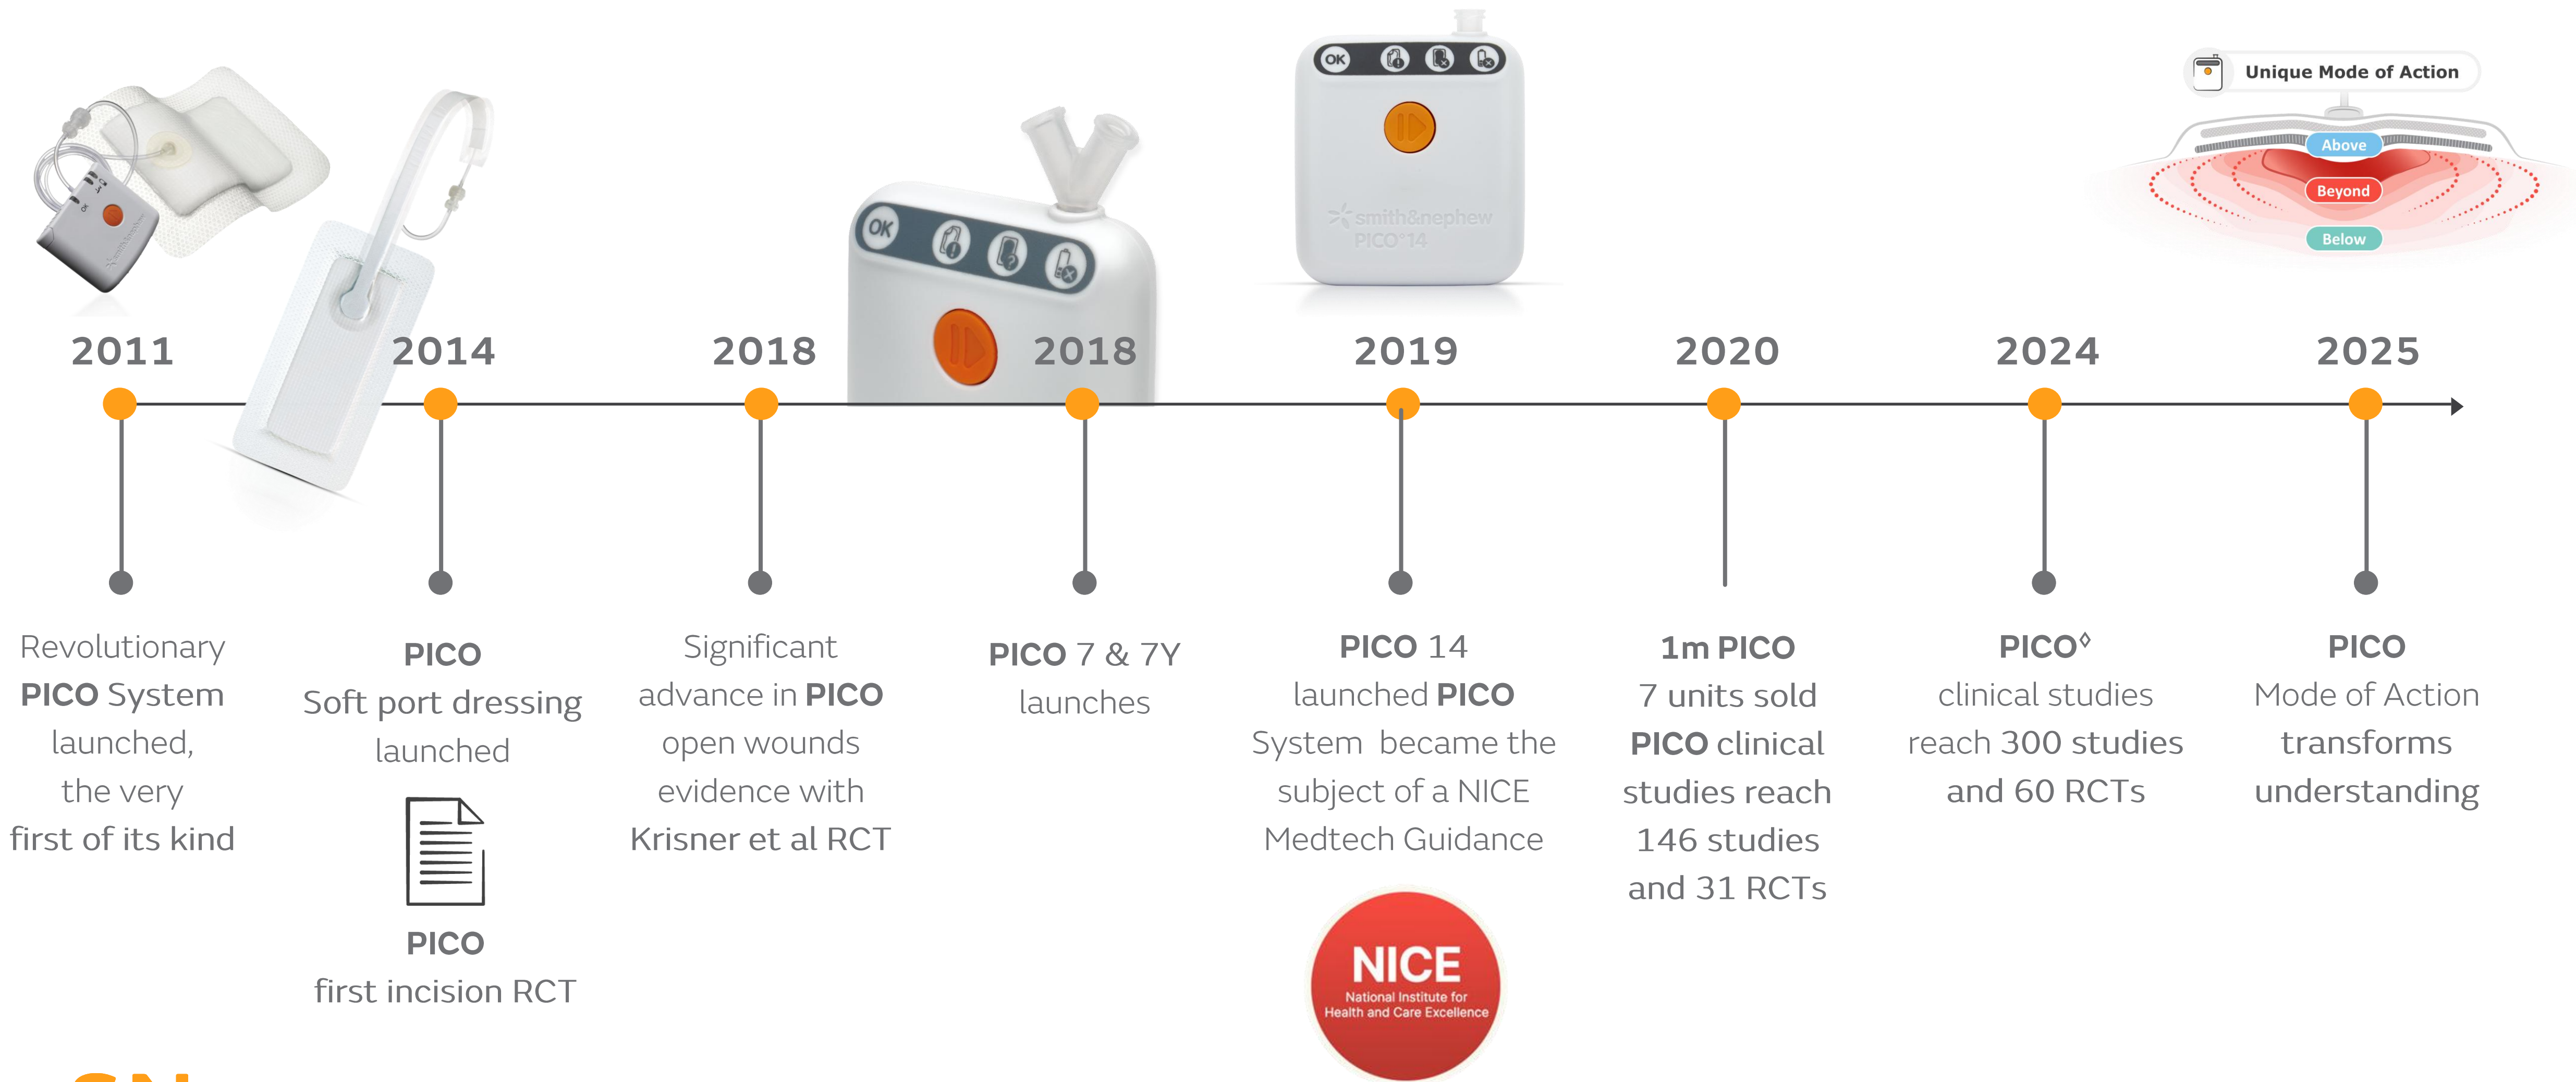 Unique Mode of Action
Above
Beyond
Below
OK
OK
smith&nephew
PICO◊14
OK
2011
2014
2018
2018
2019
2020
2024
2025
Revolutionary
PICO System
launched,
the very
first of its kind
PICO
Soft port dressing
launched
PICO
first incision RCT
Significant
advance in PICO
open wounds
evidence with
Krisner et al RCT
PICO 7 & 7Y
launches
PICO 14
launched PICO
System became the
subject of a NICE
Medtech Guidance
NICE
National Institute for
Health and Care Excellence
1m PICO
7 units sold
PICO clinical
studies reach
146 studies
and 31 RCTs
PICO◊
clinical studies
reach 300 studies
and 60 RCTs
PICO
Mode of Action
transforms
understanding